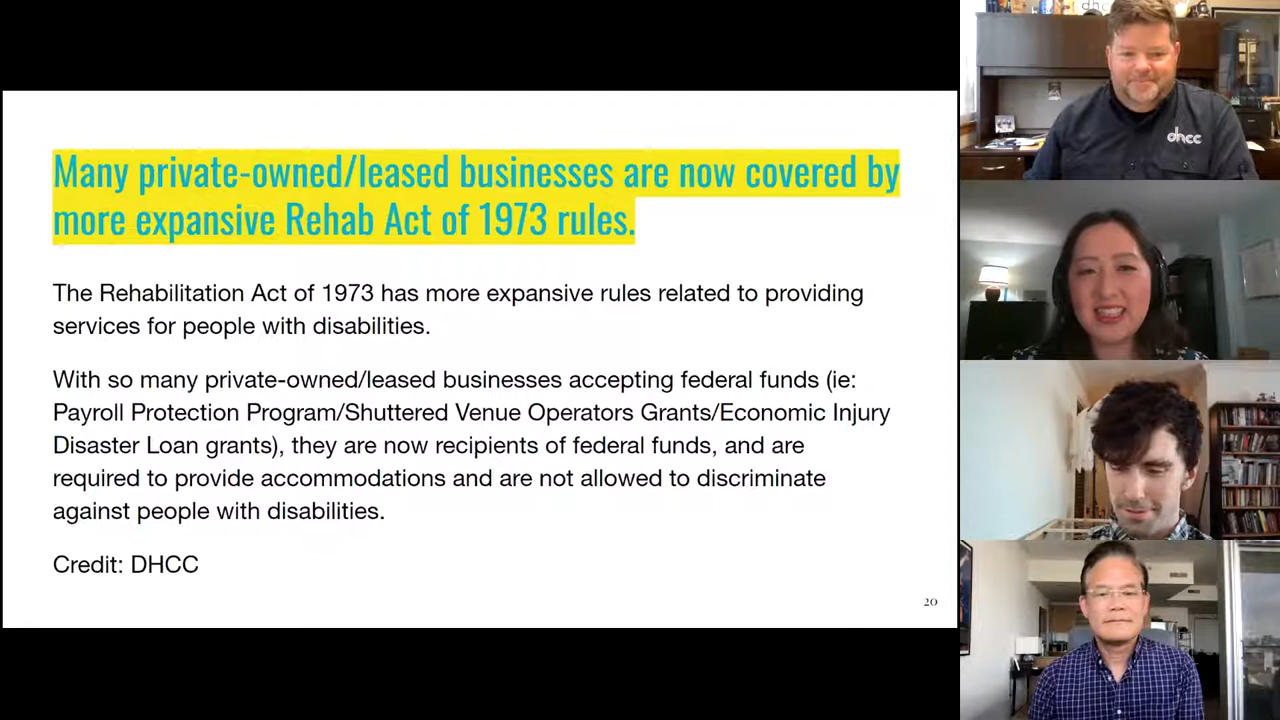 Many private-owned/leased businesses are now covered by
more expansive Rehab Act of 1973 rules.
The Rehabilitation Act of 1973 has more expansive rules related to providing
services for people with disabilities.
With so many private-owned/leased businesses accepting federal funds (ie:
Payroll Protection Program/Shuttered Venue Operators Grants/Economic Injury
Disaster Loan grants), they are now recipients of federal funds, and are
required to provide accommodations and are not allowed to discriminate
against people with disabilities.
Credit: DHCC
20
dhcc
dhcc